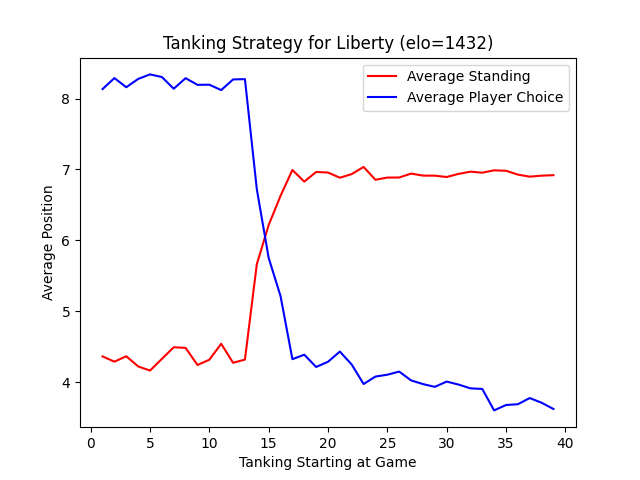 Tanking Strategy for Liberty (elo=1432)
Average Standing
Average Player Choice
8
7
6
5
4
Average Position
0 5 10 15 20 25 30 35 40
Tanking Starting at Game